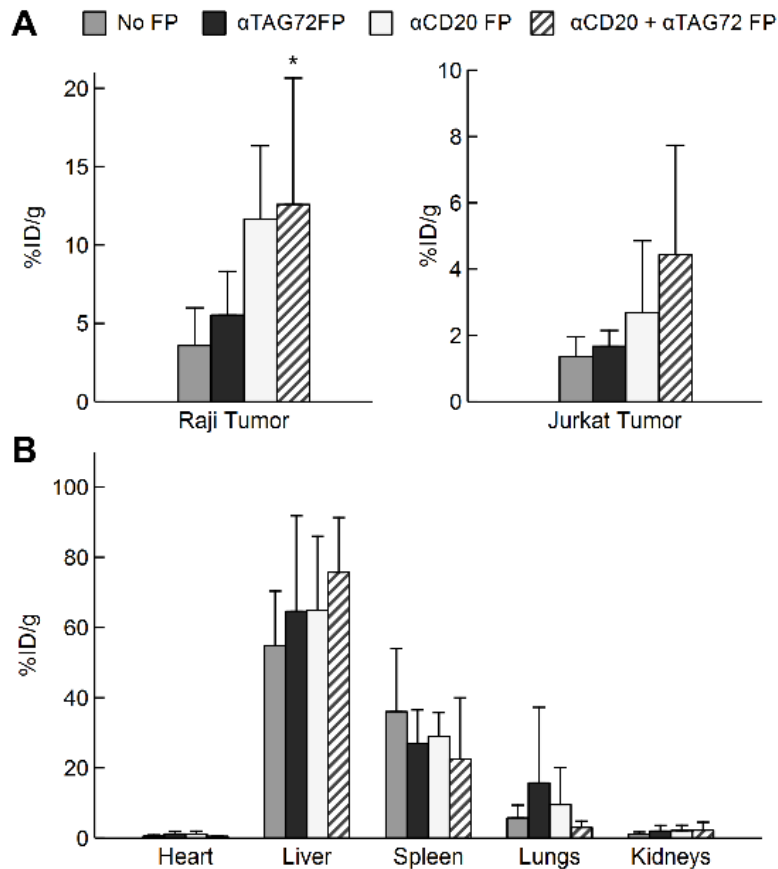 A No FP αTAG72FP αCD20 FP αCD20 + αTAG72 FP
*
20
15
10
5
0
%ID/g
Raji Tumor
10
8
6
4
2
0
%ID/g
Jurkat Tumor
B
100
80
60
40
20
0
%ID/g
Heart Liver Spleen Lungs Kidneys